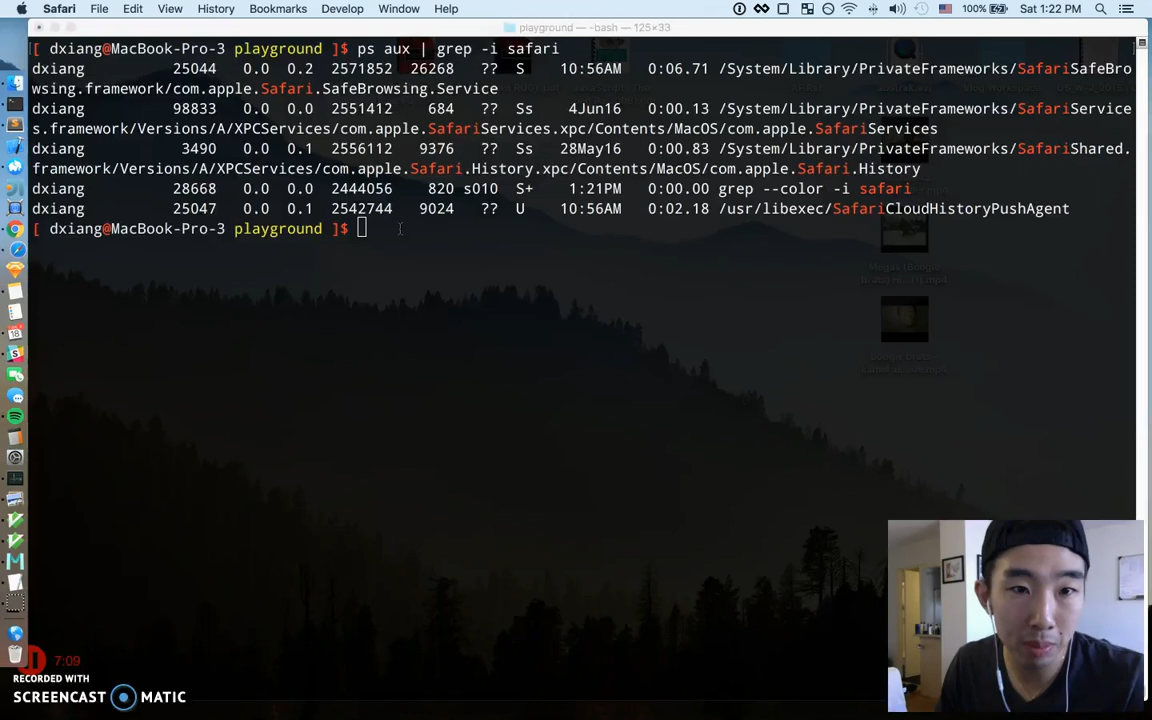 Safari File Edit View History Bookmarks Develop Window Help 100% Sat 1:22 PM
playground — -bash — 125×33
[ dxiang@MacBook-Pro-3 playground ]$ ps aux | grep -i safari
dxiang 25044 0.0 0.2 2571852 26268 ?? S 10:56AM 0:06.71 /System/Library/PrivateFrameworks/SafariSafeBro
wsing.framework/com.apple.Safari.SafeBrowsing.Service
dxiang 98833 0.0 0.0 2551412 684 ?? Ss 4Jun16 0:00.13 /System/Library/PrivateFrameworks/SafariService
s.framework/Versions/A/XPCServices/com.apple.SafariServices.xpc/Contents/MacOS/com.apple.SafariServices
dxiang 3490 0.0 0.1 2556112 9376 ?? Ss 28May16 0:00.83 /System/Library/PrivateFrameworks/SafariShared.
framework/Versions/A/XPCServices/com.apple.Safari.History.xpc/Contents/MacOS/com.apple.Safari.History
dxiang 28668 0.0 0.0 2444056 820 s010 S+ 1:21PM 0:00.00 grep --color -i safari
dxiang 25047 0.0 0.1 2542744 9024 ?? U 10:56AM 0:02.18 /usr/libexec/SafariCloudHistoryPushAgent
[ dxiang@MacBook-Pro-3 playground ]$
18
7:09
RECORDED WITH
SCREENCAST MATIC